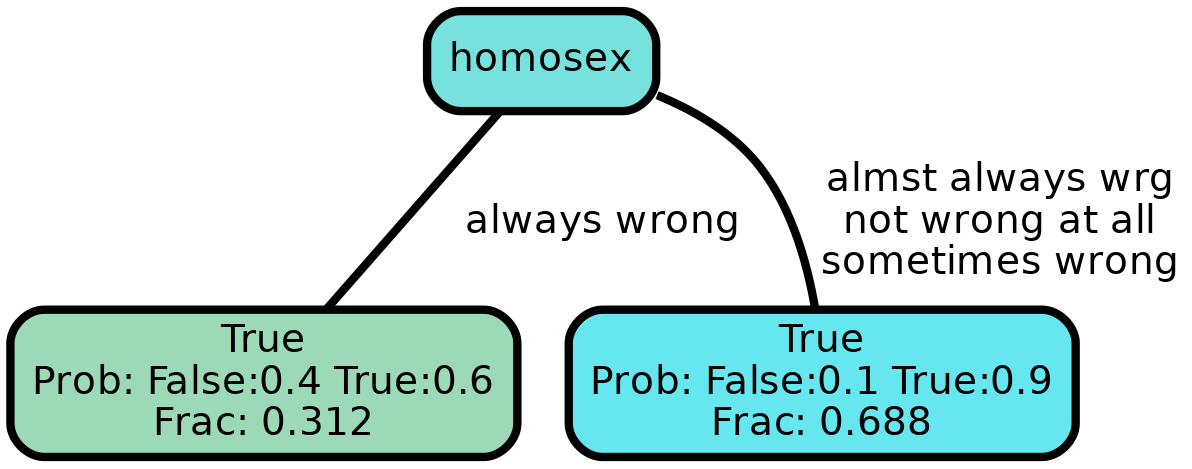 homosex
always wrong
almst always wrg
not wrong at all
sometimes wrong
True
Prob: False:0.4 True:0.6
Frac: 0.312
True
Prob: False:0.1 True:0.9
Frac: 0.688